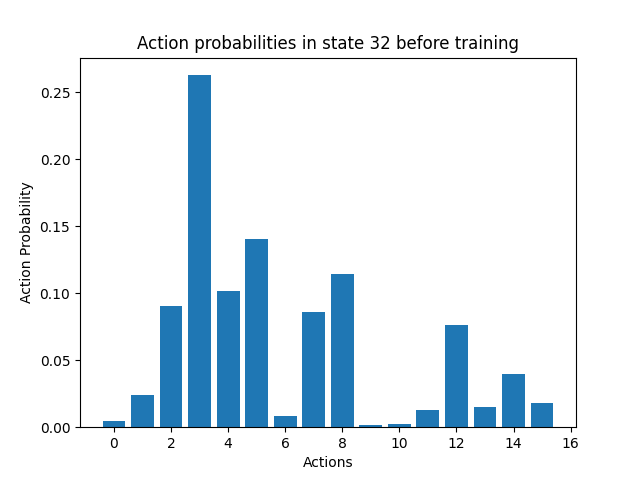 Action probabilities in state 32 before training
Action Probability
0.25
0.20
0.15
0.10
0.05
0.00
0 2 4 6 8 10 12 14 16
Actions